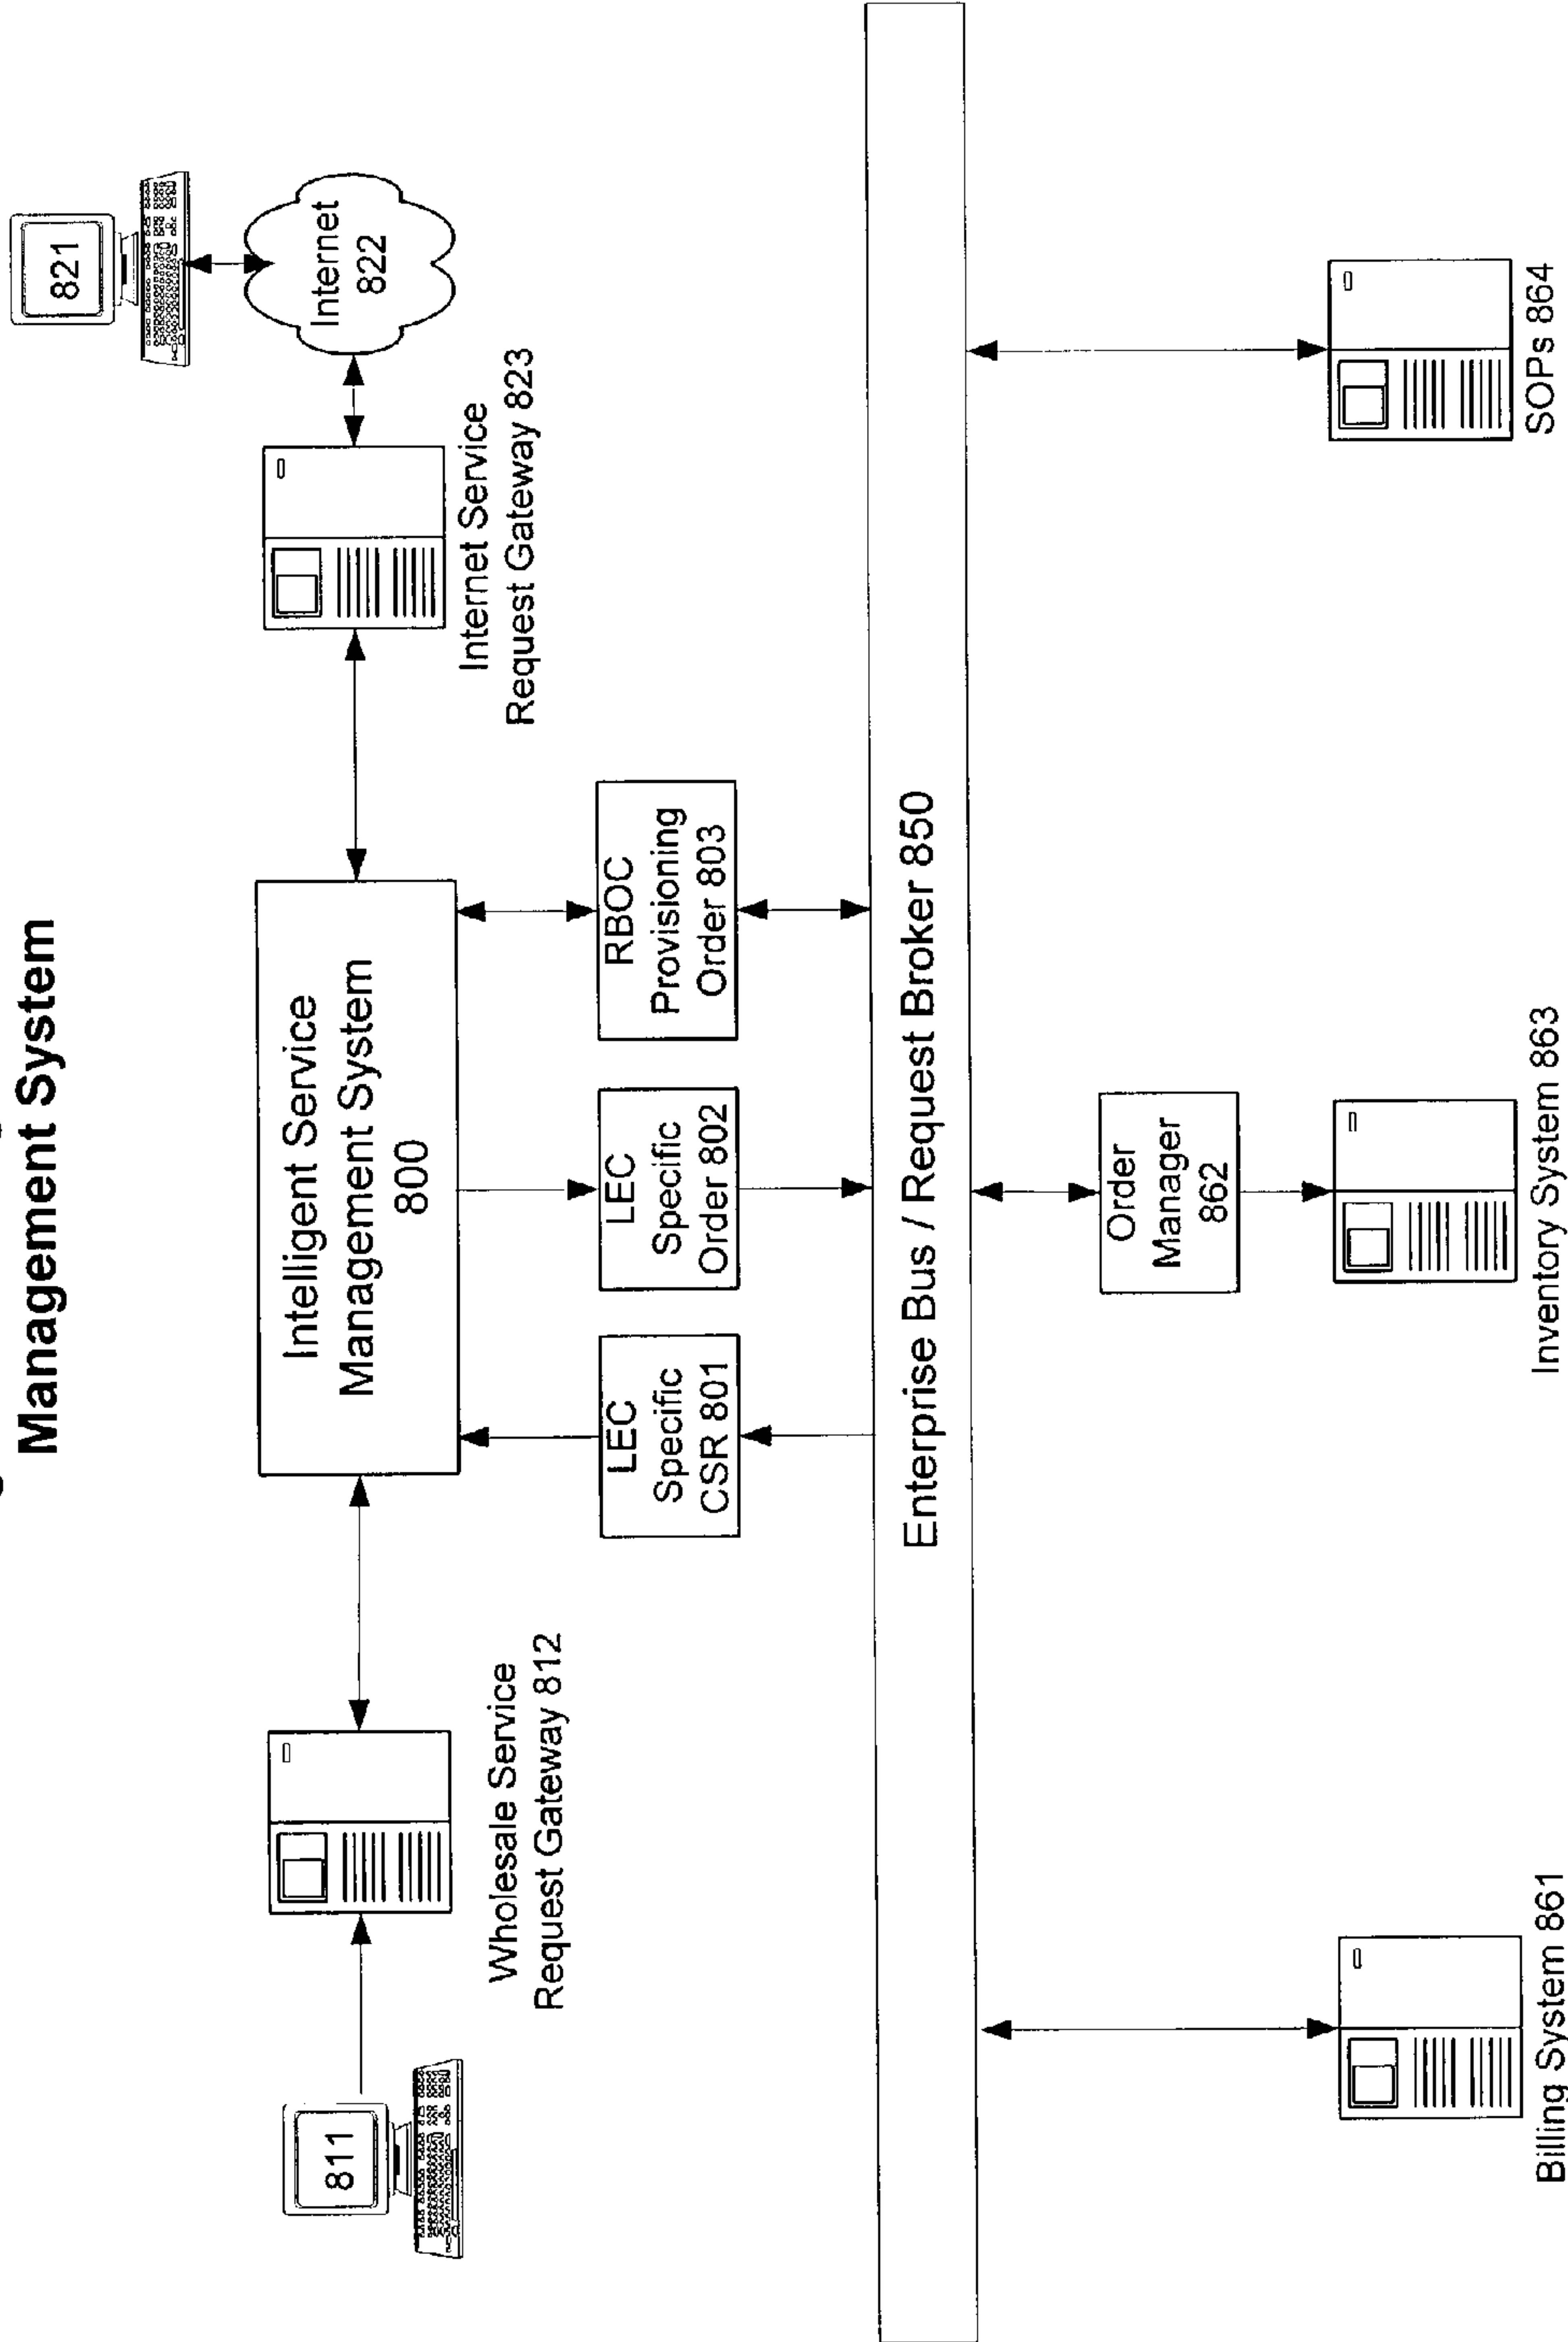 Management System
821
Internet
822
Internet Service
Request Gateway 823
Intelligent Service
Management System
800
811
Wholesale Service
Request Gateway 812
LEC
Specific
CSR 801
LEC
Specific
Order 802
RBOC
Provisioning
Order 803
Enterprise Bus / Request Broker 850
Order
Manager
862
Billing System 861
Inventory System 863
SOPs 864